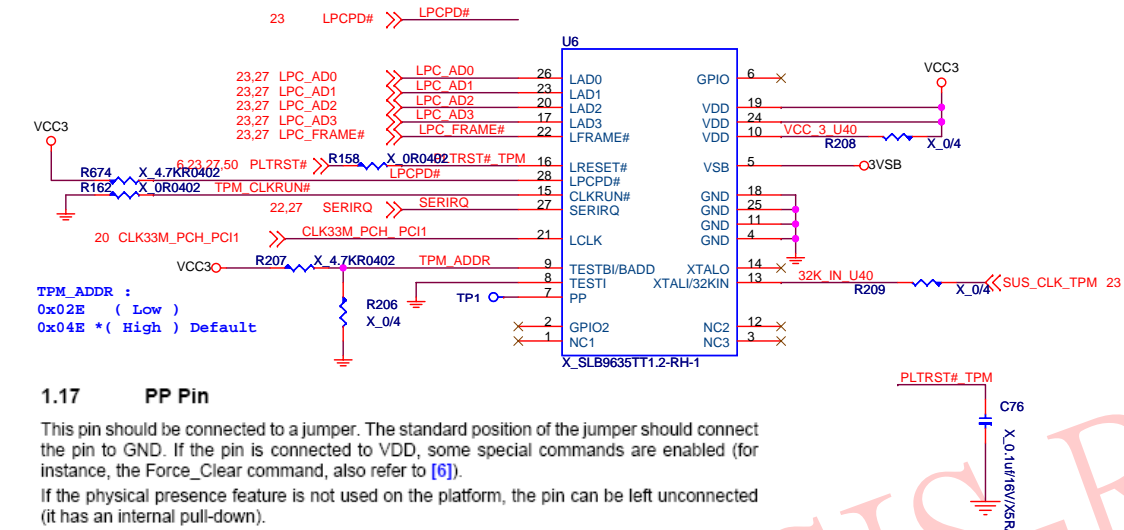 23 LPCPD# LPCPD#
U6
23,27 LPC_AD0 LPC_AD0 26 LAD0 GPIO 6
23,27 LPC_AD1 LPC_AD1 23 LAD1
23,27 LPC_AD2 LPC_AD2 20 LAD2 VDD 19
23,27 LPC_AD3 LPC_AD3 17 LAD3 VDD 24
23,27 LPC_FRAME# LPC_FRAME# 22 LFRAME# VDD 10 VCC_3_U40
VCC3
R208 X_0/4
VCC3
6,23,27,50 PLTRST# R158 X_0R0402 PLTRST#_TPM 16 LRESET# VSB 5 3VSB
R674 X_4.7KR0402 LPCPD# 28 LPCPD#
R162 X_0R0402 TPM_CLKRUN# 15 CLKRUN# GND 18
22,27 SERIRQ SERIRQ 27 SERIRQ GND 25
GND 11
20 CLK33M_PCH_PCI1 CLK33M_PCH_PCI1 21 LCLK GND 4
VCC3 R207 X_4.7KR0402 TPM_ADDR 9 TESTBI/BADD XTALO 14
8 TESTI XTALI/32KIN 13 32K_IN_U40 R209 X_0/4 SUS_CLK_TPM 23
TP1 7 PP
TPM_ADDR :
0x02E ( Low )
0x04E *( High ) Default
R206
X_0/4
2 GPIO2 NC2 12
1 NC1 NC3 3
X_SLB9635TT1.2-RH-1
PLTRST#_TPM
C76
X_0.1uf/16V/X5R
1.17 PP Pin
This pin should be connected to a jumper. The standard position of the jumper should connect
the pin to GND. If the pin is connected to VDD, some special commands are enabled (for
instance, the Force_Clear command, also refer to [6]).
If the physical presence feature is not used on the platform, the pin can be left unconnected
(it has an internal pull-down).